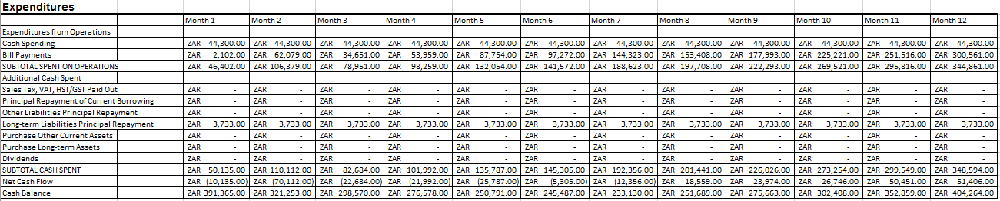 Expenditures
Month 1 Month 2 Month 3 Month 4 Month 5 Month 6 Month 7 Month 8 Month 9 Month 10 Month 11 Month 12
Expenditures from Operations
Cash Spending ZAR 44,300.00 ZAR 44,300.00 ZAR 44,300.00 ZAR 44,300.00 ZAR 44,300.00 ZAR 44,300.00 ZAR 44,300.00 ZAR 44,300.00 ZAR 44,300.00 ZAR 44,300.00 ZAR 44,300.00 ZAR 44,300.00
Bill Payments ZAR 2,102.00 ZAR 62,079.00 ZAR 34,651.00 ZAR 53,959.00 ZAR 87,754.00 ZAR 97,272.00 ZAR 144,323.00 ZAR 153,408.00 ZAR 177,993.00 ZAR 225,221.00 ZAR 251,516.00 ZAR 300,561.00
SUBTOTAL SPENT ON OPERATIONS ZAR 46,402.00 ZAR 106,379.00 ZAR 78,951.00 ZAR 98,259.00 ZAR 132,054.00 ZAR 141,572.00 ZAR 188,623.00 ZAR 197,708.00 ZAR 222,293.00 ZAR 269,521.00 ZAR 295,816.00 ZAR 344,861.00
Additional Cash Spent
Sales Tax, VAT, HST/GST Paid Out ZAR - ZAR - ZAR - ZAR - ZAR - ZAR - ZAR - ZAR - ZAR - ZAR - ZAR - ZAR -
Principal Repayment of Current Borrowing ZAR - ZAR - ZAR - ZAR - ZAR - ZAR - ZAR - ZAR - ZAR - ZAR - ZAR - ZAR -
Other Liabilities Principal Repayment ZAR - ZAR - ZAR - ZAR - ZAR - ZAR - ZAR - ZAR - ZAR - ZAR - ZAR - ZAR -
Long-term Liabilities Principal Repayment ZAR 3,733.00 ZAR 3,733.00 ZAR 3,733.00 ZAR 3,733.00 ZAR 3,733.00 ZAR 3,733.00 ZAR 3,733.00 ZAR 3,733.00 ZAR 3,733.00 ZAR 3,733.00 ZAR 3,733.00 ZAR 3,733.00
Purchase Other Current Assets ZAR - ZAR - ZAR - ZAR - ZAR - ZAR - ZAR - ZAR - ZAR - ZAR - ZAR - ZAR -
Purchase Long-term Assets ZAR - ZAR - ZAR - ZAR - ZAR - ZAR - ZAR - ZAR - ZAR - ZAR - ZAR - ZAR -
Dividends ZAR - ZAR - ZAR - ZAR - ZAR - ZAR - ZAR - ZAR - ZAR - ZAR - ZAR - ZAR -
SUBTOTAL CASH SPENT ZAR 50,135.00 ZAR 110,112.00 ZAR 82,684.00 ZAR 101,992.00 ZAR 135,787.00 ZAR 145,305.00 ZAR 192,356.00 ZAR 201,441.00 ZAR 226,026.00 ZAR 273,254.00 ZAR 299,549.00 ZAR 348,594.00
Net Cash Flow ZAR (10,135.00) ZAR (70,112.00) ZAR (22,684.00) ZAR (21,992.00) ZAR (25,787.00) ZAR (5,305.00) ZAR (12,356.00) ZAR 18,559.00 ZAR 23,974.00 ZAR 26,746.00 ZAR 50,451.00 ZAR 51,406.00
Cash Balance ZAR 391,365.00 ZAR 321,253.00 ZAR 298,570.00 ZAR 276,578.00 ZAR 250,791.00 ZAR 245,487.00 ZAR 233,130.00 ZAR 251,689.00 ZAR 275,663.00 ZAR 302,408.00 ZAR 352,859.00 ZAR 404,264.00